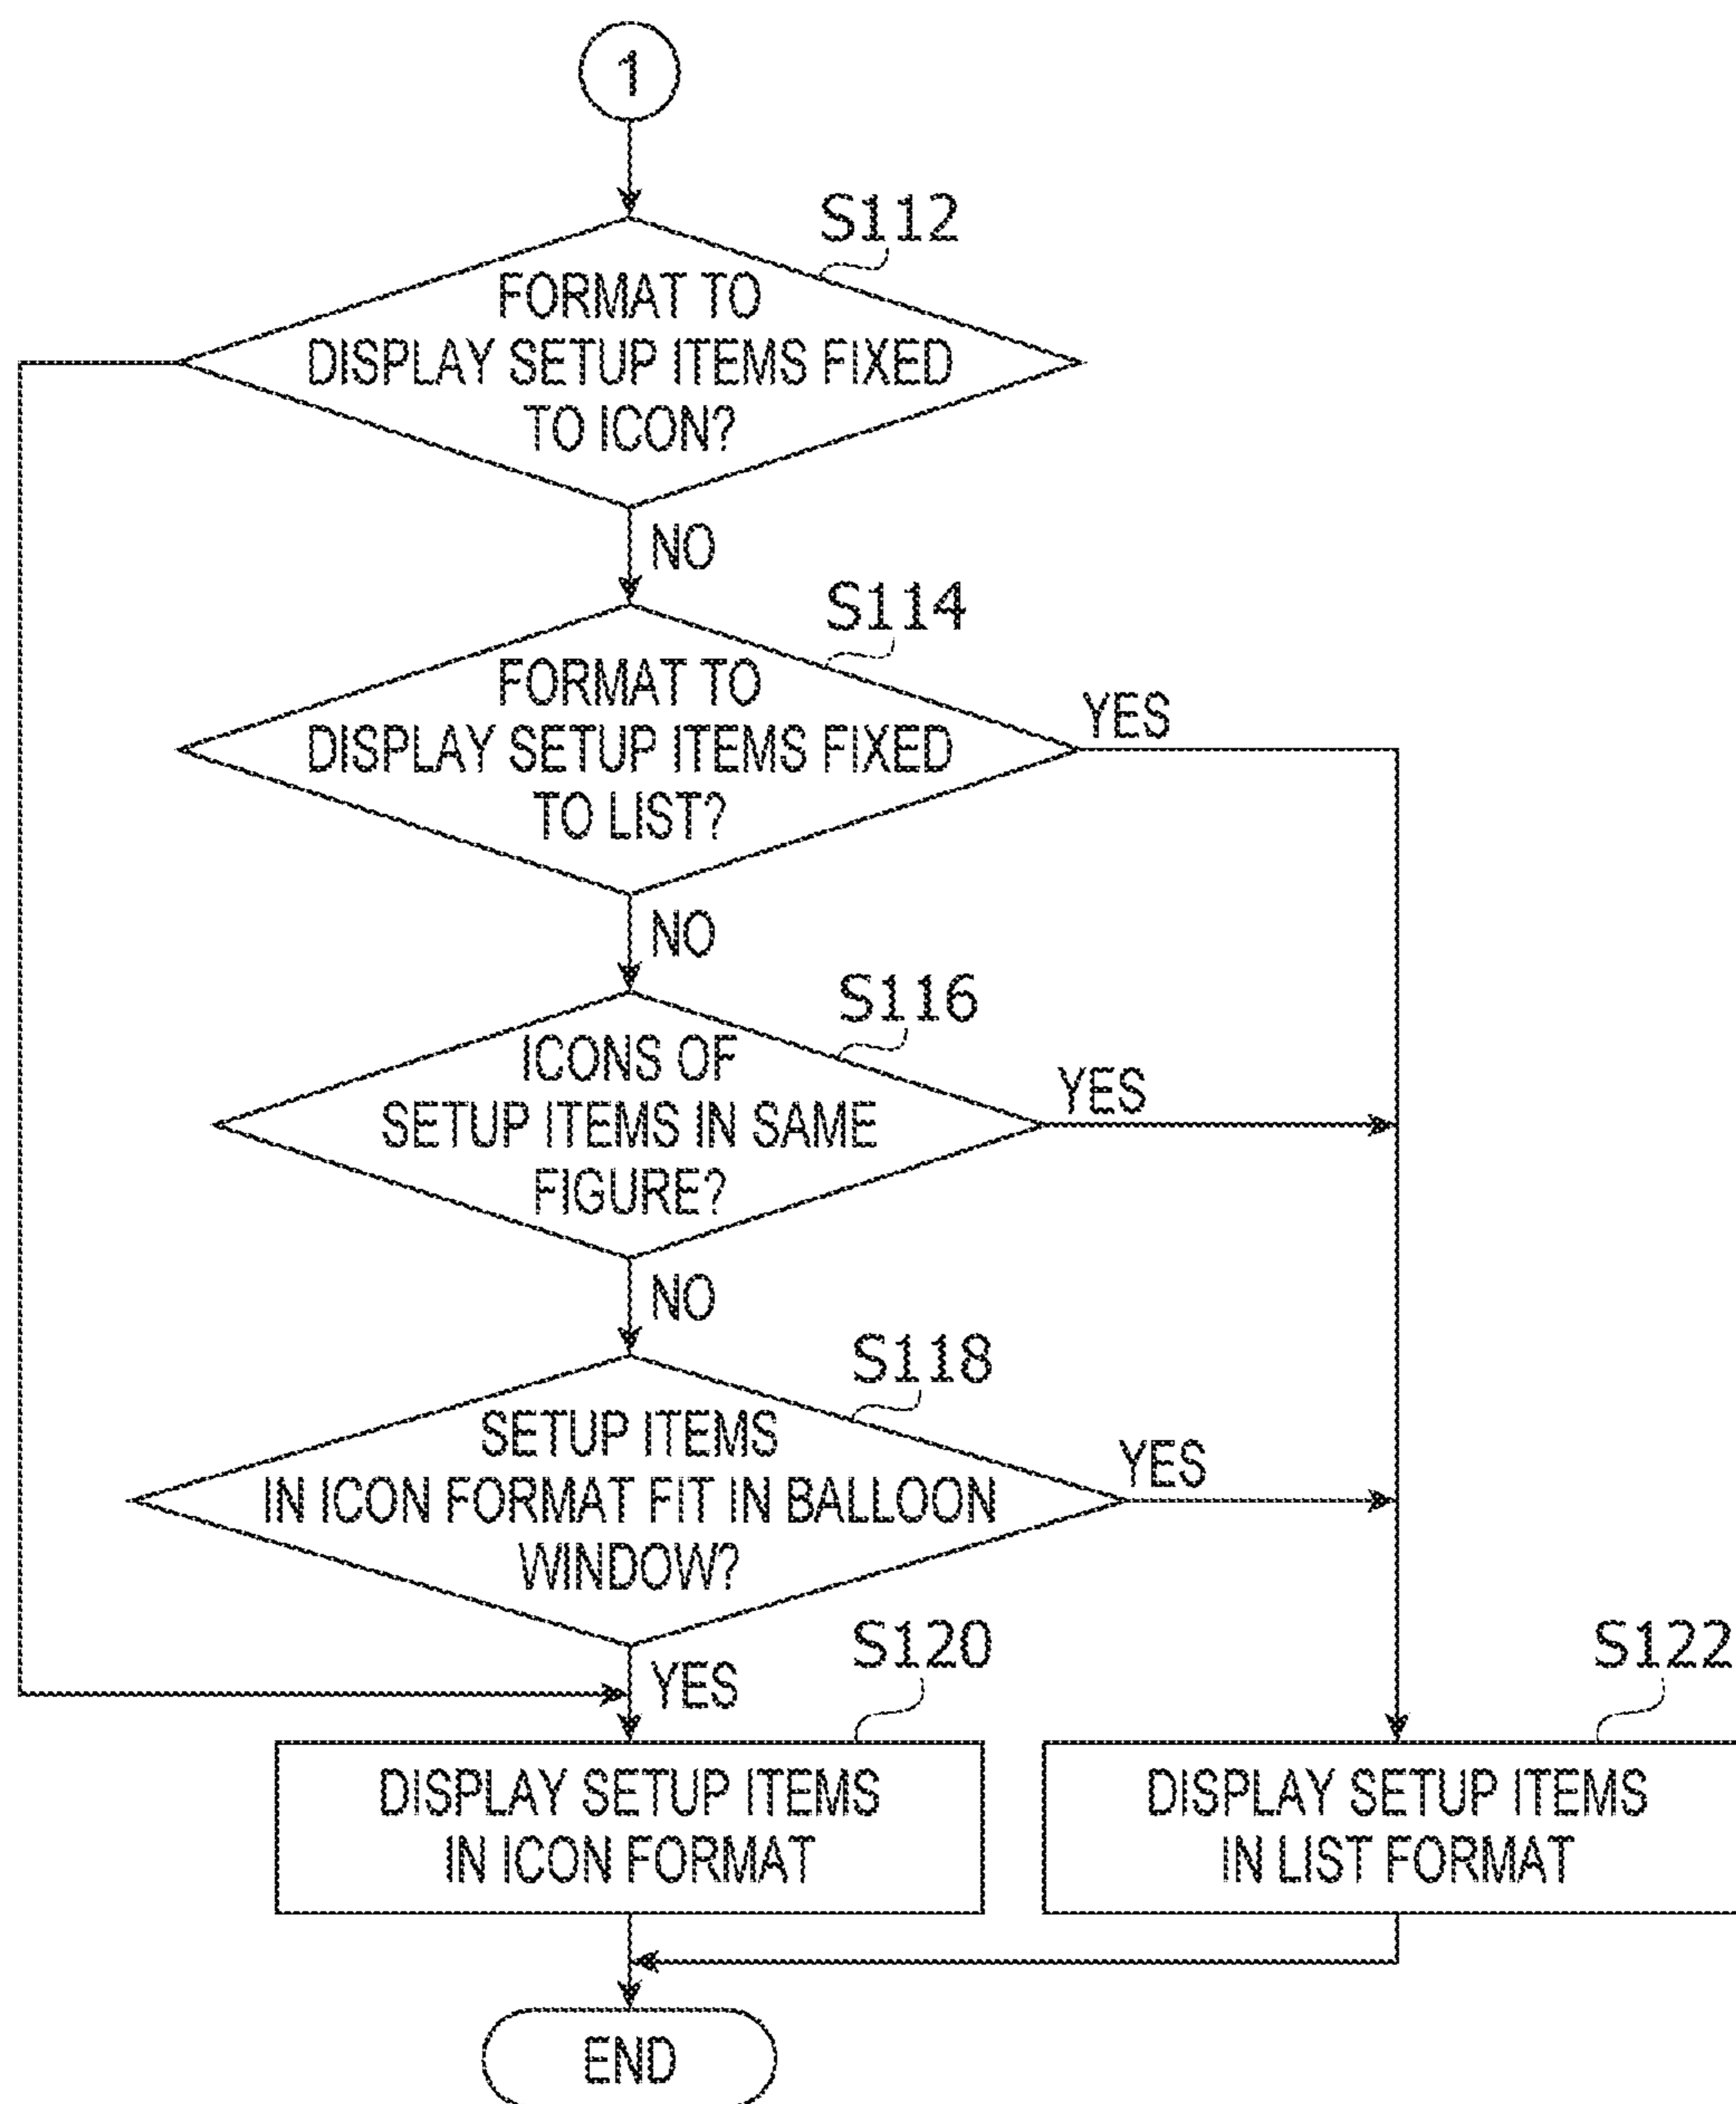 1
S112
FORMAT TO
DISPLAY SETUP ITEMS FIXED
TO ICON?
NO
S114
FORMAT TO
DISPLAY SETUP ITEMS FIXED
TO LIST?
YES
NO
S116
ICONS OF
SETUP ITEMS IN SAME
FIGURE?
YES
NO
S118
SETUP ITEMS
IN ICON FORMAT FIT IN BALLOON
WINDOW?
YES
YES
S120
DISPLAY SETUP ITEMS
IN ICON FORMAT
S122
DISPLAY SETUP ITEMS
IN LIST FORMAT
END